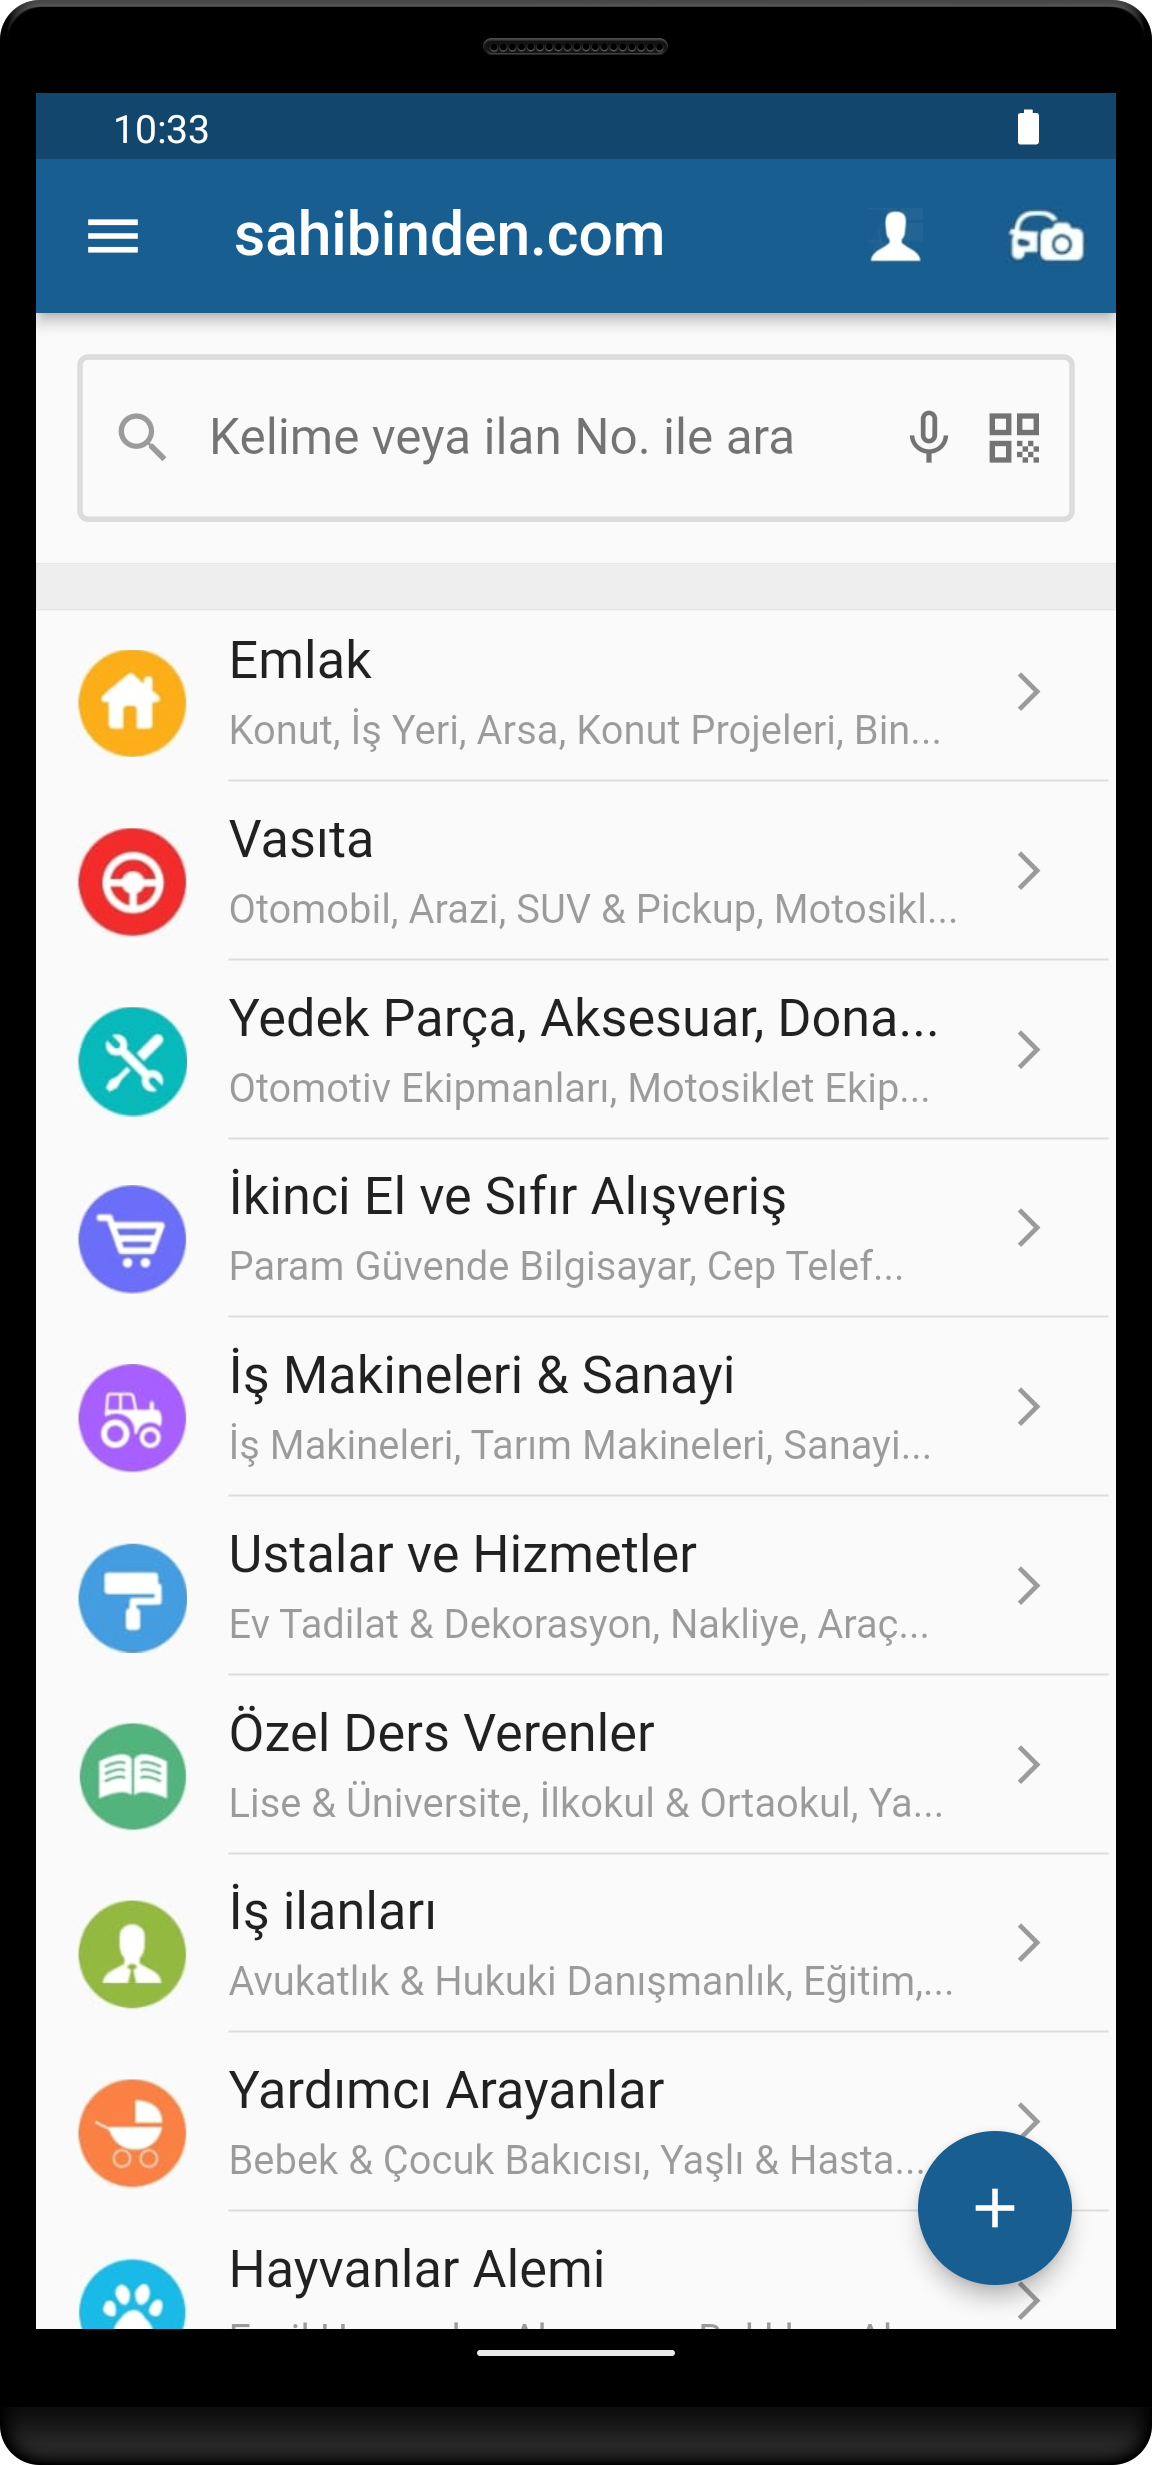 10:33
sahibinden.com
Kelime veya ilan No. ile ara
Emlak
Konut, İş Yeri, Arsa, Konut Projeleri, Bin...
Vasıta
Otomobil, Arazi, SUV & Pickup, Motosikl...
Yedek Parça, Aksesuar, Dona...
Otomotiv Ekipmanları, Motosiklet Ekip...
İkinci El ve Sıfır Alışveriş
Param Güvende Bilgisayar, Cep Telef...
İş Makineleri & Sanayi
İş Makineleri, Tarım Makineleri, Sanayi...
Ustalar ve Hizmetler
Ev Tadilat & Dekorasyon, Nakliye, Araç...
Özel Ders Verenler
Lise & Üniversite, İlkokul & Ortaokul, Ya...
İş ilanları
Avukatlık & Hukuki Danışmanlık, Eğitim,...
Yardımcı Arayanlar
Bebek & Çocuk Bakıcısı, Yaşlı & Hasta...
Hayvanlar Alemi